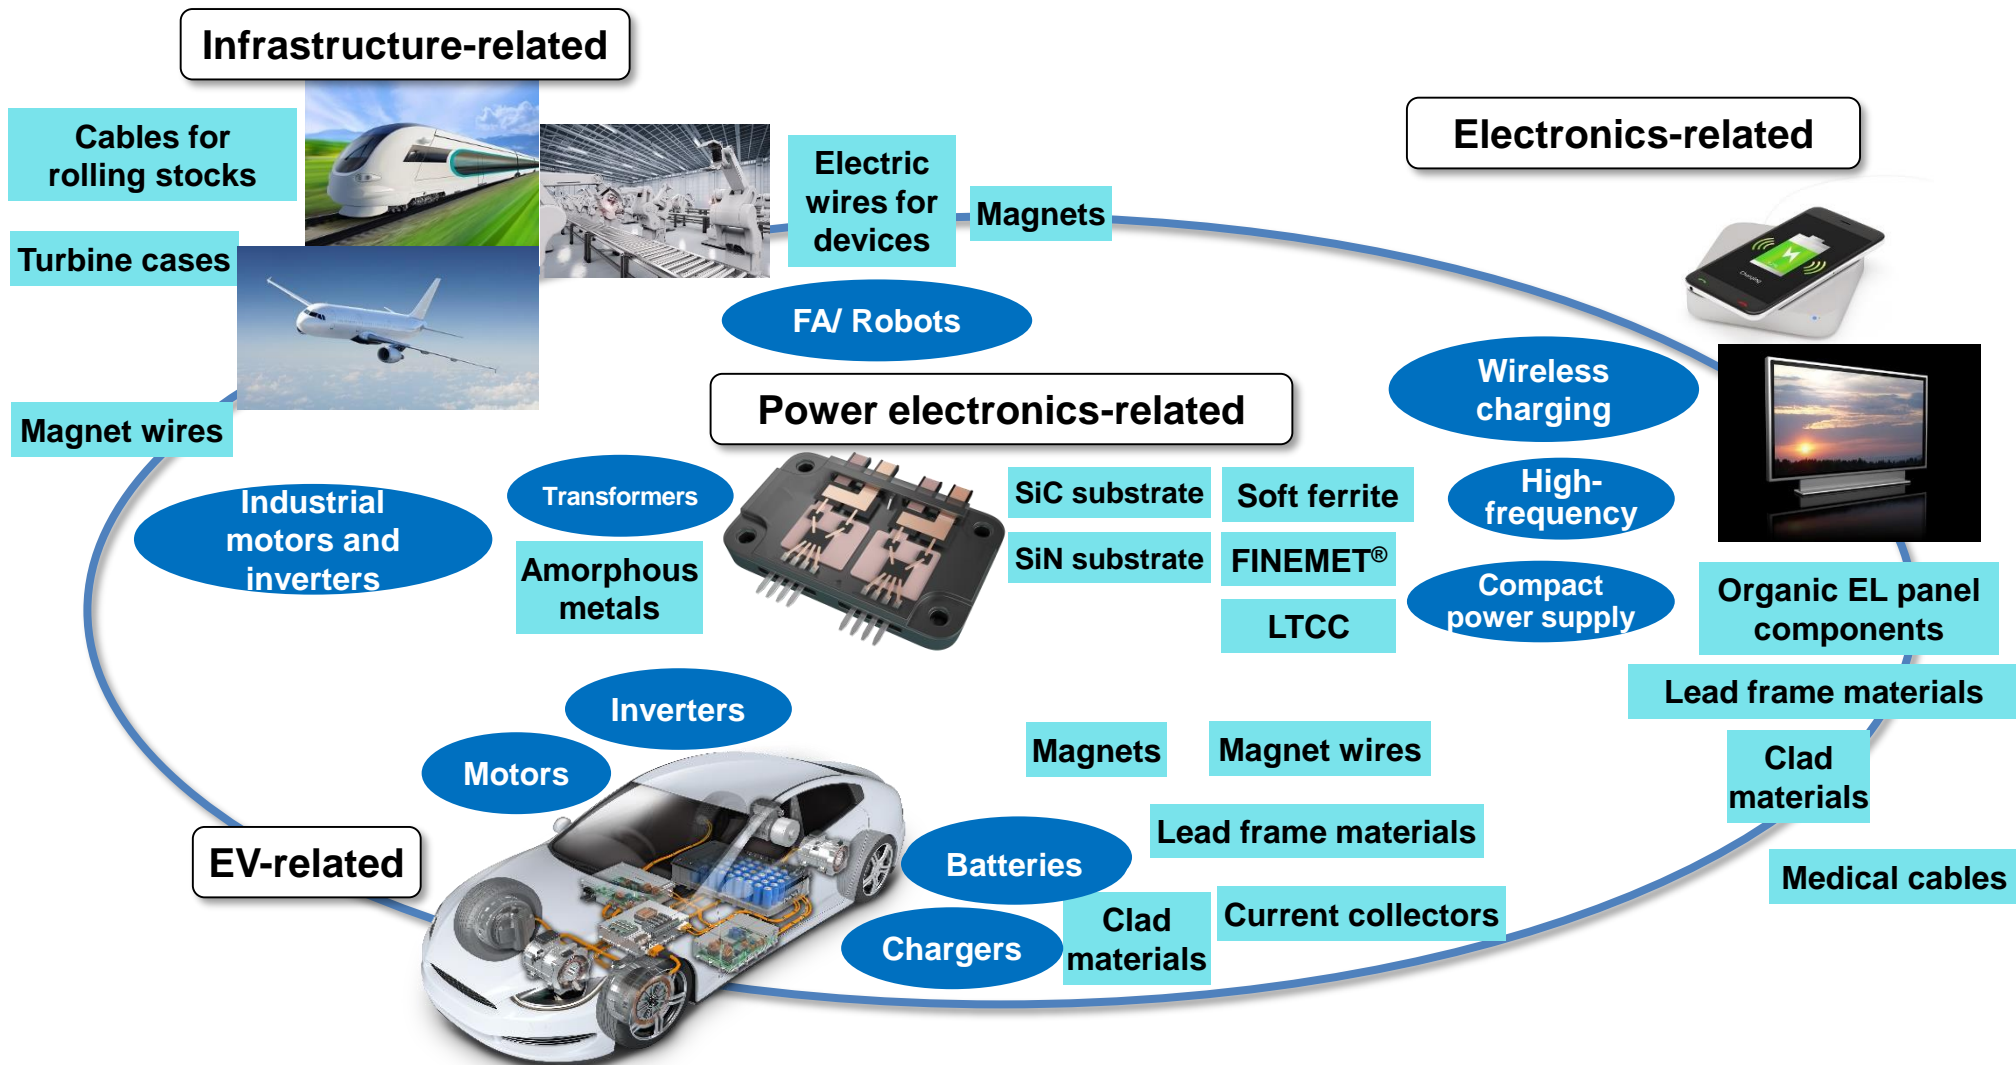 Infrastructure-related
Cables for
rolling stocks
Electric
wires for
devices
Magnets
Turbine cases
FA/ Robots
Magnet wires
Industrial
motors and
inverters
Electronics-related
Charging
Wireless
charging
High-
frequency
Compact
power supply
Organic EL panel
components
Lead frame materials
Clad
materials
Medical cables
Power electronics-related
Transformers
Amorphous
metals
SiC substrate
Soft ferrite
SiN substrate
FINEMET®
LTCC
EV-related
Inverters
Motors
Batteries
Chargers
Magnets
Magnet wires
Lead frame materials
Clad
materials
Current collectors